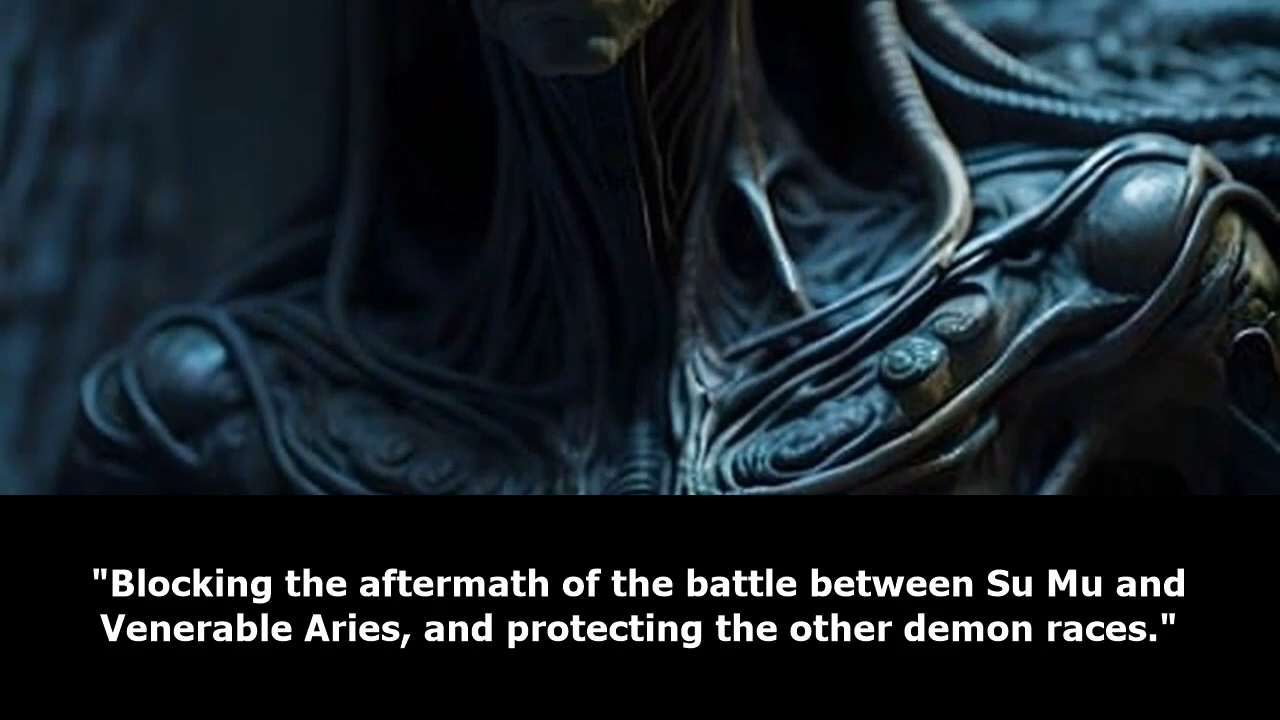 "Blocking the aftermath of the battle between Su Mu and
Venerable Aries, and protecting the other demon races."